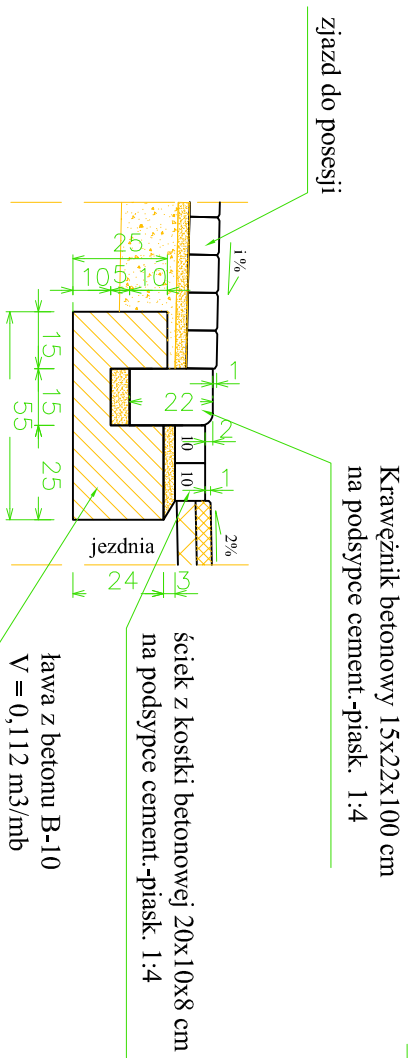 zjazd do posesji
Krawężnik betonowy 15x22x100 cm
na podsypce cement.-piask. 1:4
i%
25
10
5
10
1
22
2
15
15
25
55
10
10
1
2%
jezdnia
24
3
ściek z kostki betonowej 20x10x8 cm
na podsypce cement.-piask. 1:4
ława z betonu B-10
V = 0,112 m3/mb